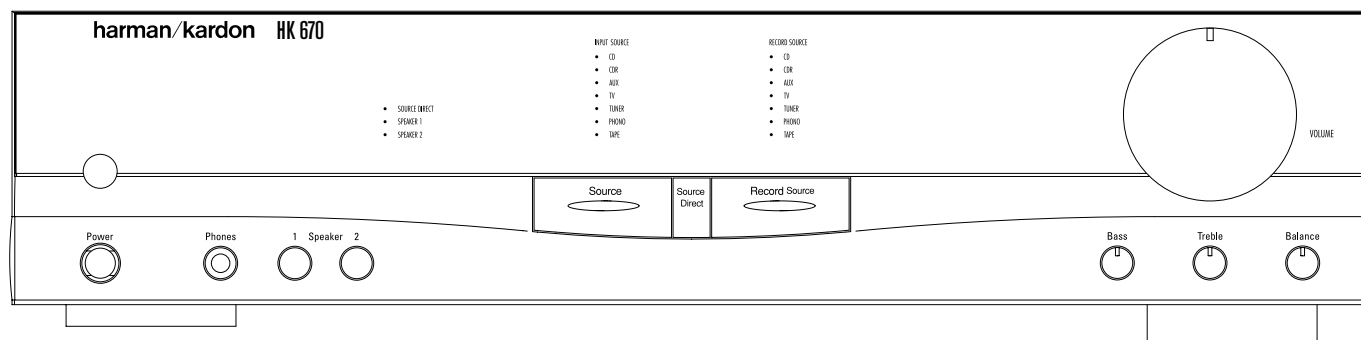 harman/kardon HK 670
INPUT SOURCE
CD
CDR
AUX
TV
TUNER
PHONO
TAPE
RECORD SOURCE
CD
CDR
AUX
TV
TUNER
PHONO
TAPE
SOURCE DIRECT
SPEAKER 1
SPEAKER 2
VOLUME
Source
Source
Direct
Record Source
Power
Phones
1 Speaker 2
Bass
Treble
Balance